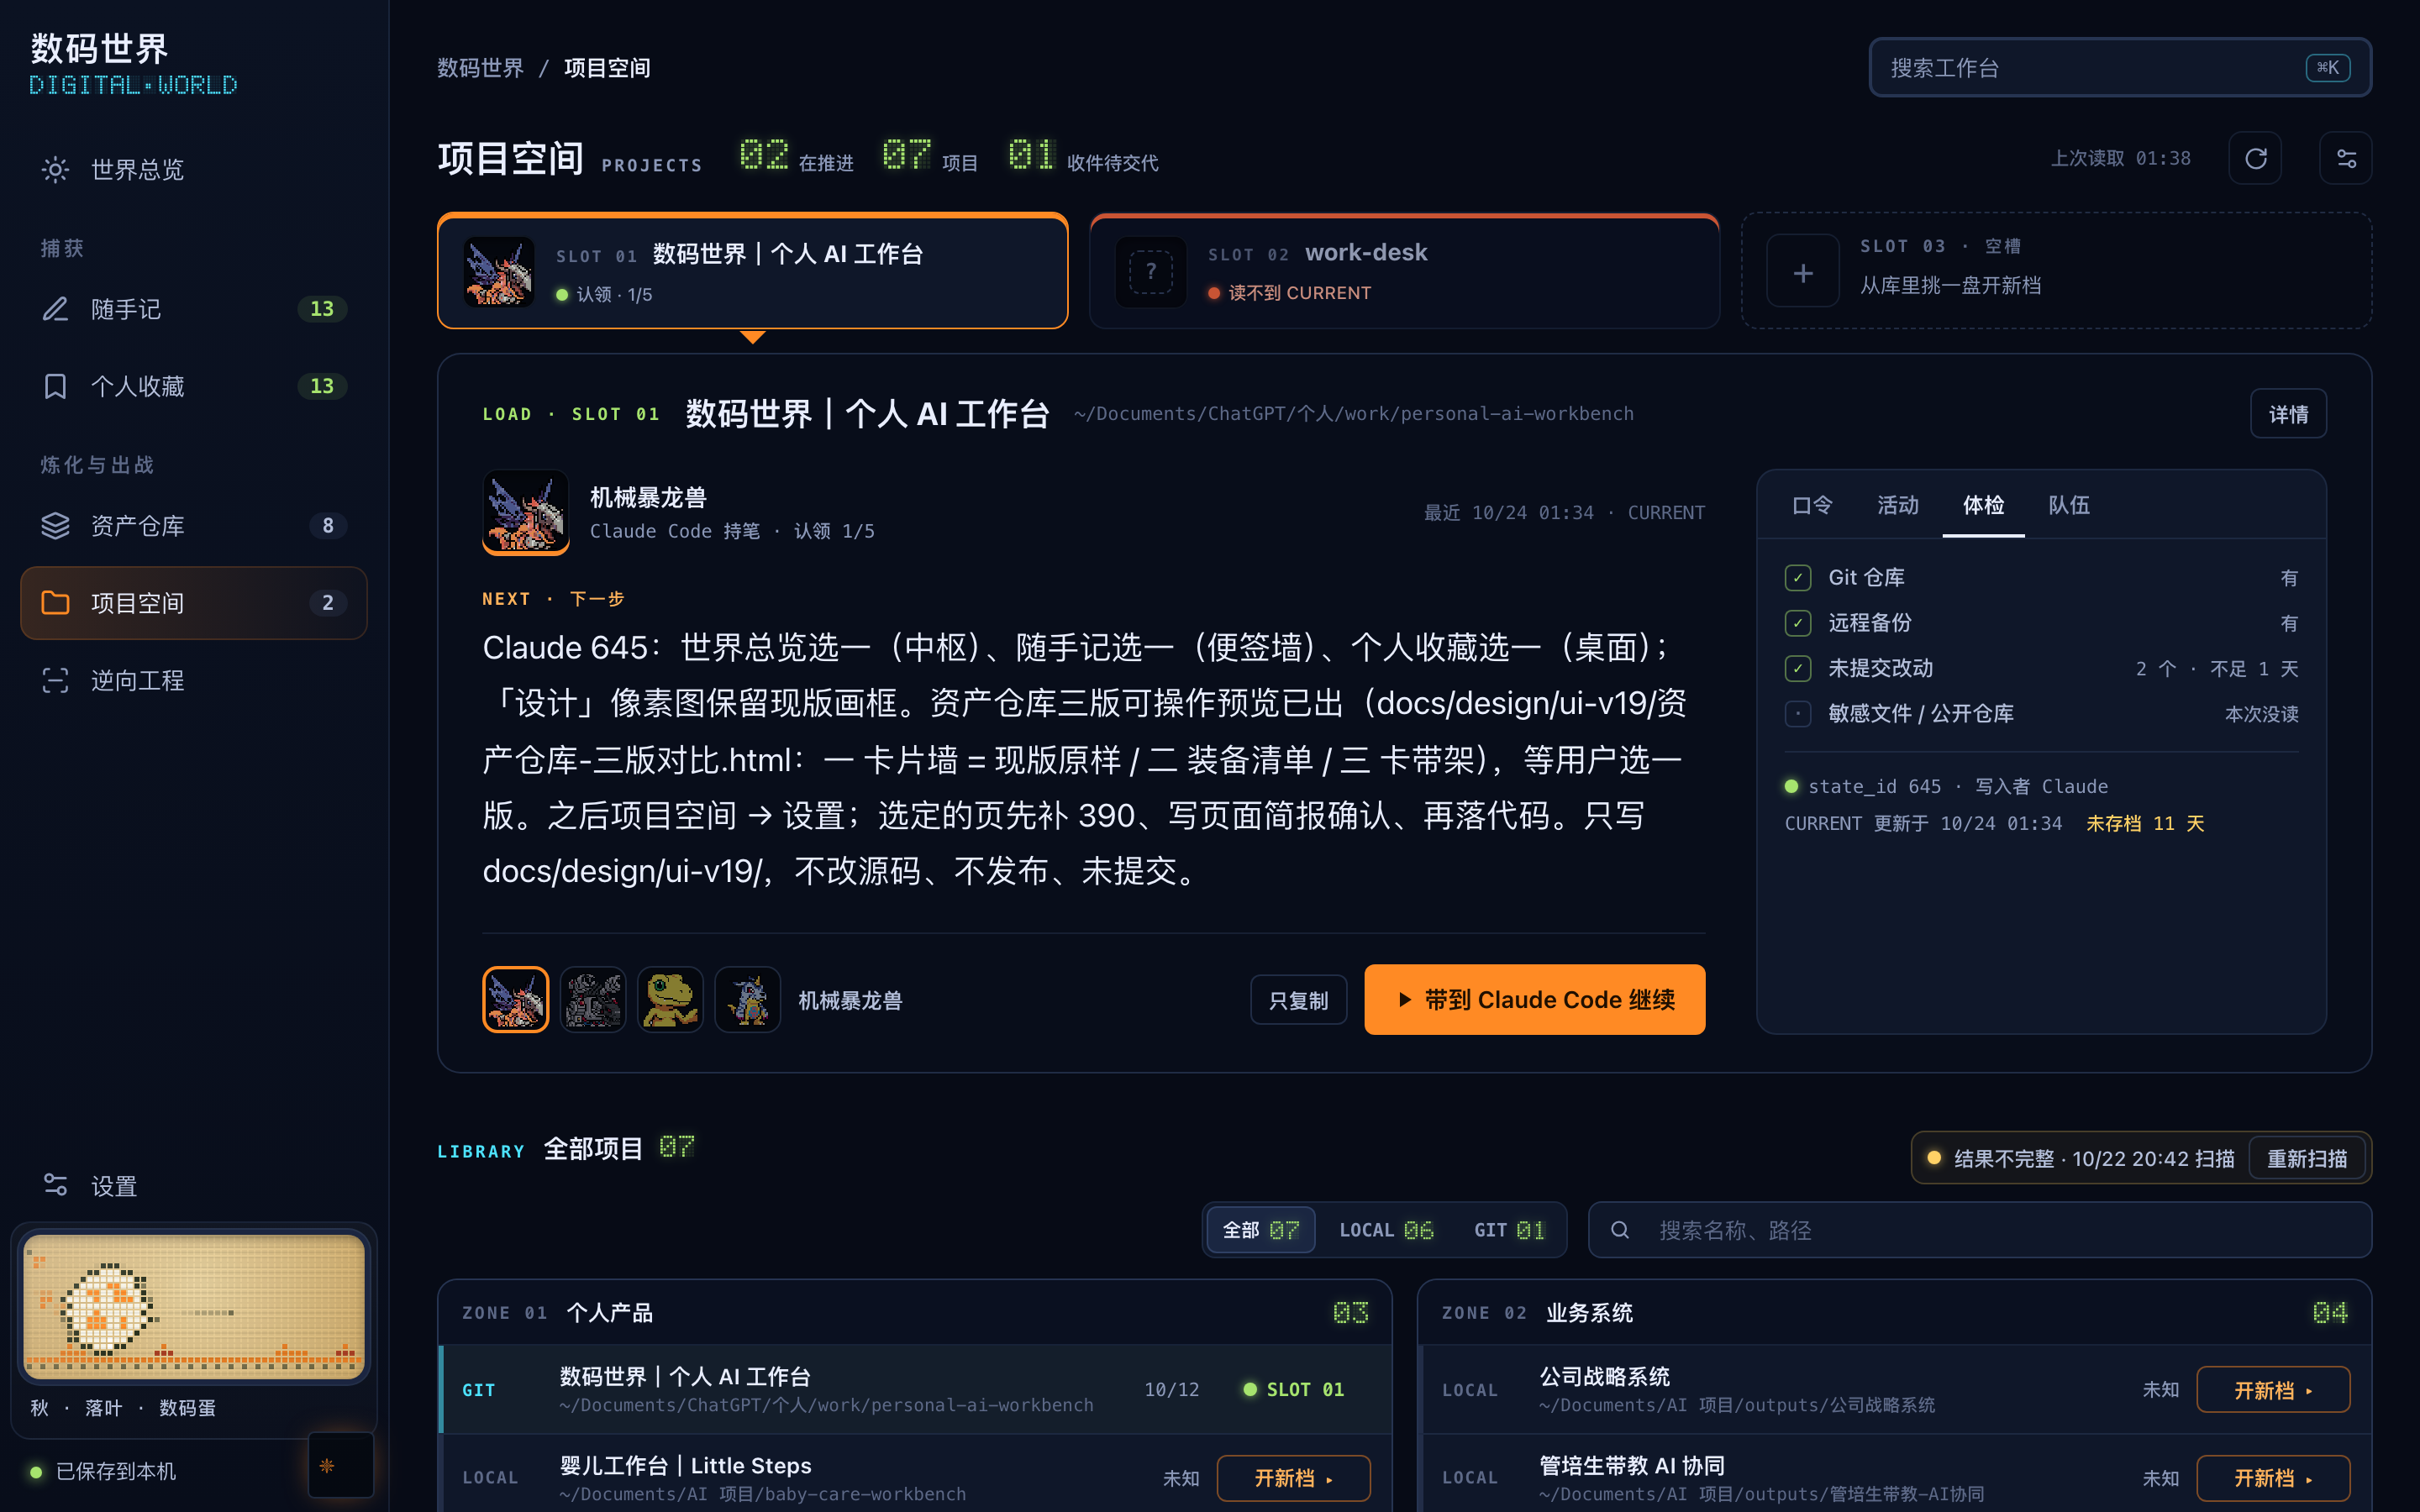 数码世界
DIGITAL·WORLD
世界总览
捕获
随手记 13
个人收藏 13
炼化与出战
资产仓库 8
项目空间 2
逆向工程
设置
秋 · 落叶 · 数码蛋
已保存到本机
数码世界 / 项目空间
搜索工作台 ⌘K
项目空间 PROJECTS 02 在推进 07 项目 01 收件待交代
上次读取 01:38
SLOT 01 数码世界｜个人 AI 工作台
认领 · 1/5
SLOT 02 work-desk
? 读不到 CURRENT
SLOT 03 · 空槽
+ 从库里挑一盘开新档
LOAD · SLOT 01 数码世界｜个人 AI 工作台 ~/Documents/ChatGPT/个人/work/personal-ai-workbench
详情
机械暴龙兽
Claude Code 持笔 · 认领 1/5
最近 10/24 01:34 · CURRENT
NEXT · 下一步
Claude 645：世界总览选一（中枢）、随手记选一（便签墙）、个人收藏选一（桌面）；
「设计」像素图保留现版画框。资产仓库三版可操作预览已出（docs/design/ui-v19/资
产仓库-三版对比.html：一 卡片墙 = 现版原样 / 二 装备清单 / 三 卡带架），等用户选一
版。之后项目空间 → 设置；选定的页先补 390、写页面简报确认、再落代码。只写
docs/design/ui-v19/，不改源码、不发布、未提交。
机械暴龙兽
只复制
▶ 带到 Claude Code 继续
口令 活动 体检 队伍
✓ Git 仓库 有
✓ 远程备份 有
✓ 未提交改动 2 个 · 不足 1 天
· 敏感文件 / 公开仓库 本次没读
state_id 645 · 写入者 Claude
CURRENT 更新于 10/24 01:34 未存档 11 天
LIBRARY 全部项目 07
结果不完整 · 10/22 20:42 扫描 重新扫描
全部 07 LOCAL 06 GIT 01
搜索名称、路径
ZONE 01 个人产品 03
GIT 数码世界｜个人 AI 工作台 10/12 SLOT 01
~/Documents/ChatGPT/个人/work/personal-ai-workbench
LOCAL 婴儿工作台｜Little Steps 未知 开新档 ▸
~/Documents/AI 项目/baby-care-workbench
ZONE 02 业务系统 04
LOCAL 公司战略系统 未知 开新档 ▸
~/Documents/AI 项目/outputs/公司战略系统
LOCAL 管培生带教 AI 协同 未知 开新档 ▸
~/Documents/AI 项目/outputs/管培生带教-AI协同